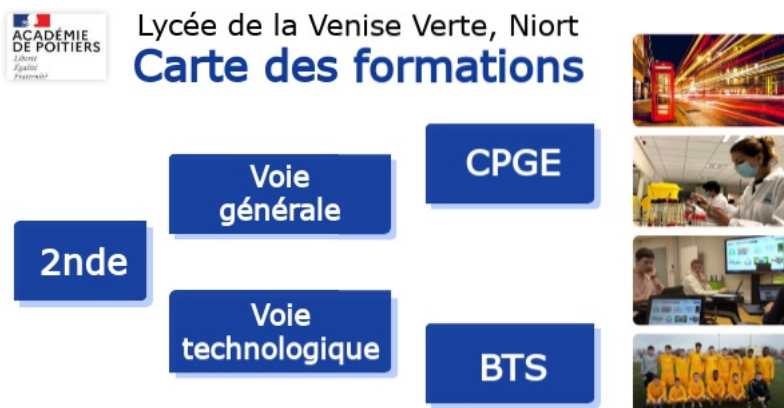 ACADÉMIE
DE POITIERS
Liberté
Égalité
Fraternité
Lycée de la Venise Verte, Niort
Carte des formations
2nde
Voie
générale
Voie
technologique
CPGE
BTS